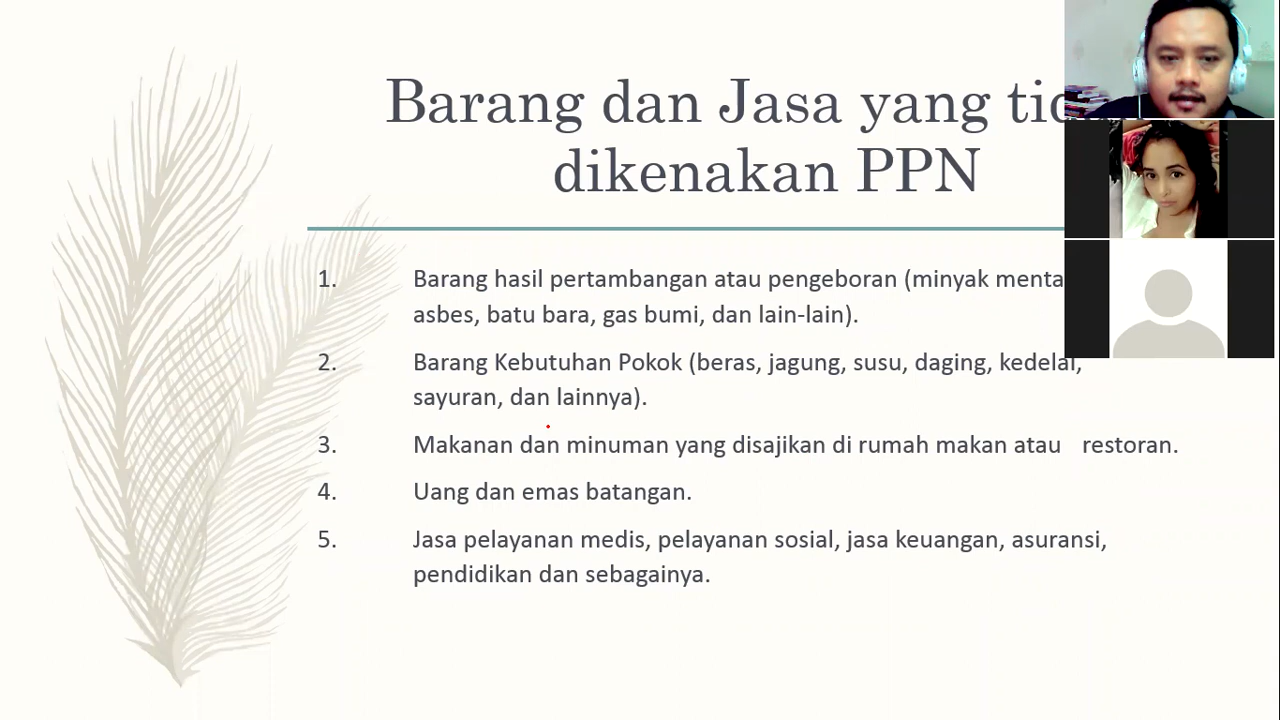 Barang dan Jasa yang
dikenakan PPN
1. Barang hasil pertambangan atau pengeboran (minyak menta
asbes, batu bara, gas bumi, dan lain-lain).
2. Barang Kebutuhan Pokok (beras, jagung, susu, daging, kedelai,
sayuran, dan lainnya).
3. Makanan dan minuman yang disajikan di rumah makan atau restoran.
4. Uang dan emas batangan.
5. Jasa pelayanan medis, pelayanan sosial, jasa keuangan, asuransi,
pendidikan dan sebagainya.